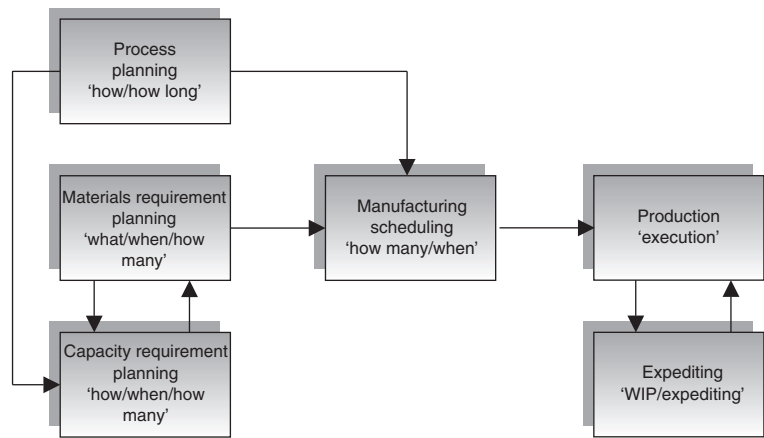 Process
planning
'how/how long'
Materials requirement
planning
'what/when/how
many'
Manufacturing
scheduling
'how many/when'
Production
'execution'
Capacity requirement
planning
'how/when/how
many'
Expediting
'WIP/expediting'